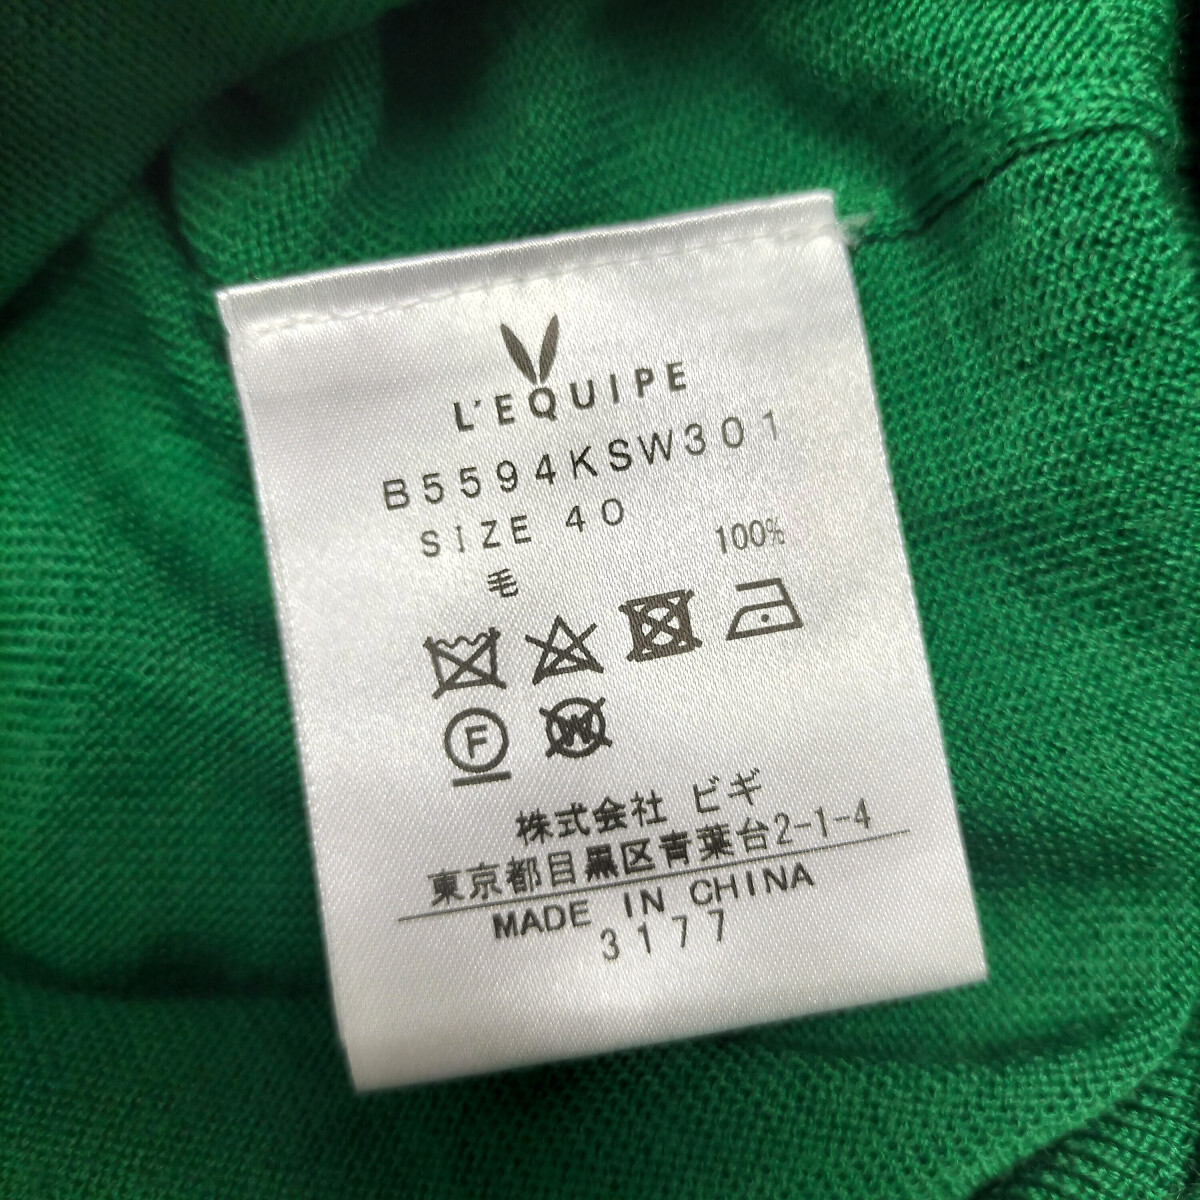 L'EQUIPE
B5594KSW301
SIZE 40
毛 100%
F W
株式会社 ビギ
東京都目黒区青葉台2-1-4
MADE IN CHINA
3177